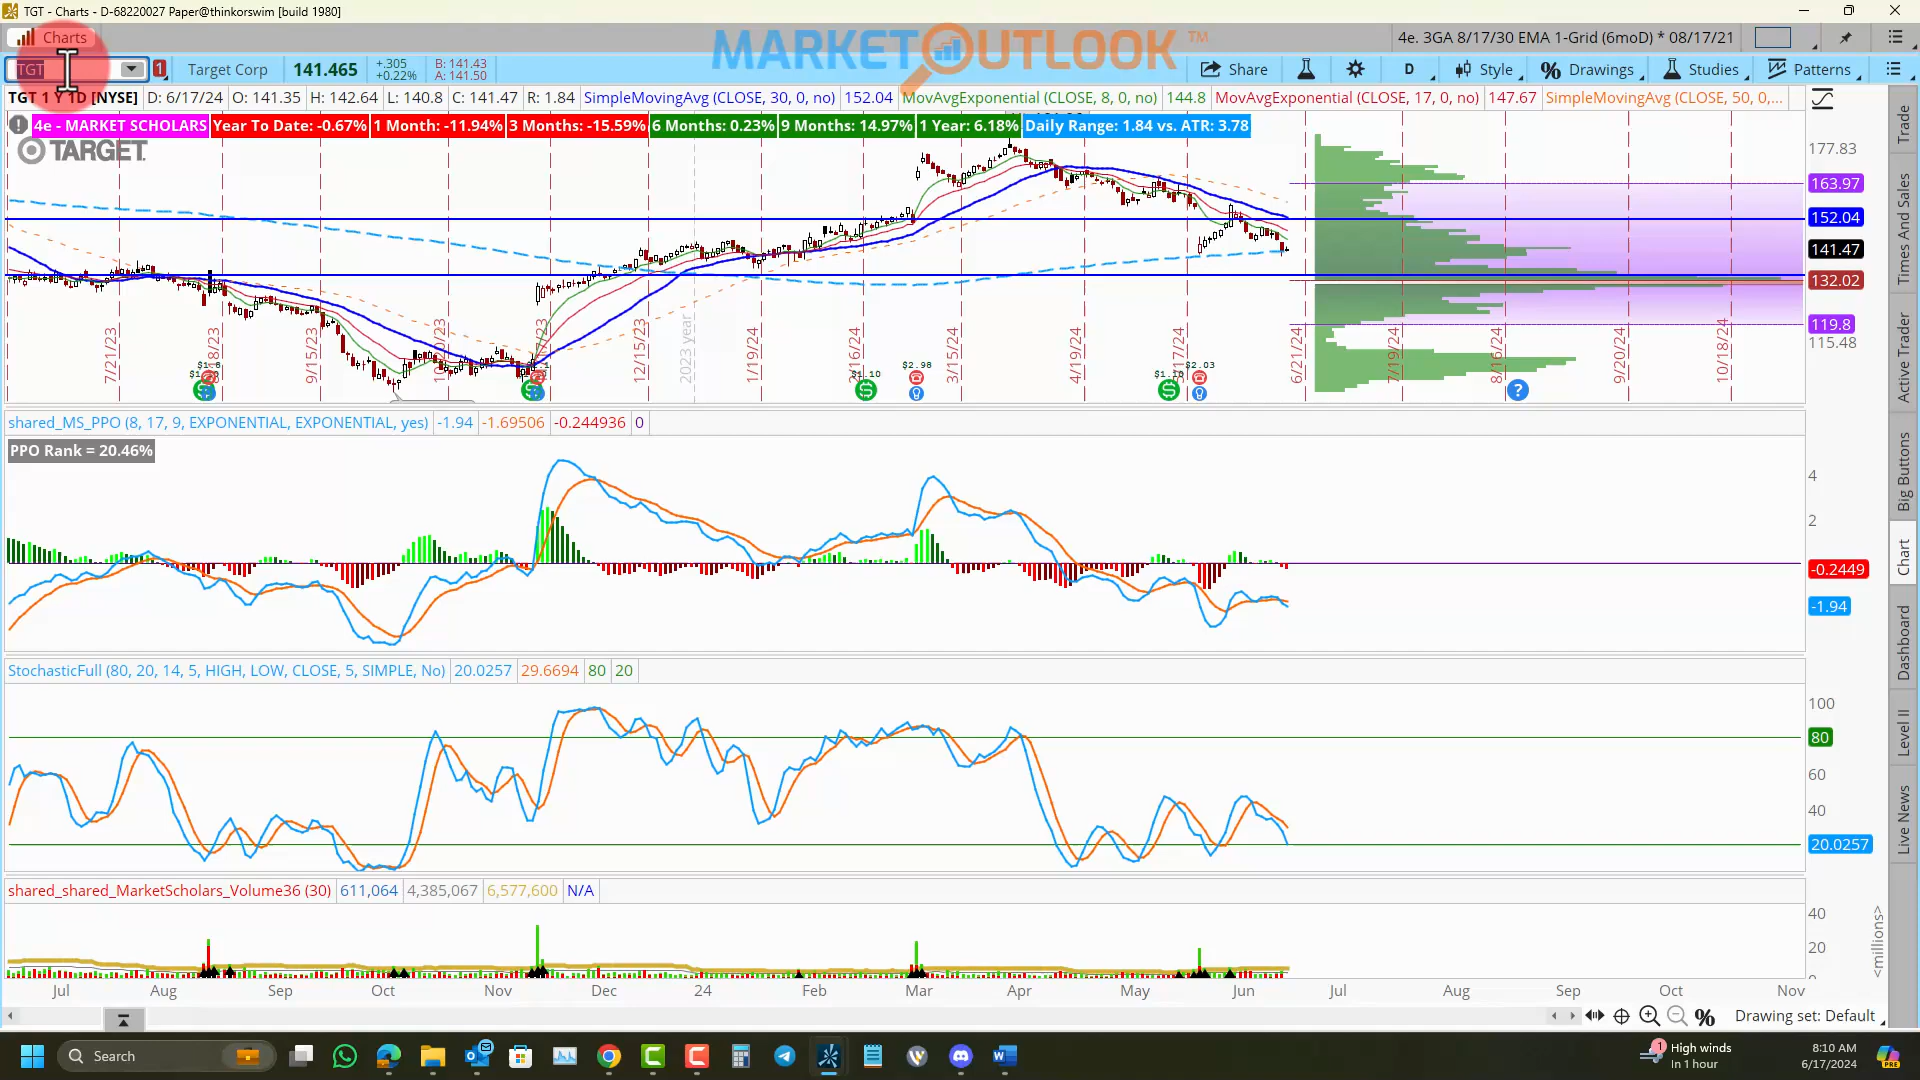 TGT - Charts - D-68220027 Paper@thinkorswim [build 1980]
Charts
MARKET OUTLOOK ™
4e. 3GA 8/17/30 EMA 1-Grid (6moD) * 08/17/21
TGT
1
Target Corp
141.465
+.305
+0.22%
B: 141.43
A: 141.50
Share
D
Style
Drawings
Studies
Patterns
TGT 1 Y 1D [NYSE] D: 6/17/24 O: 141.35 H: 142.64 L: 140.8 C: 141.47 R: 1.84 SimpleMovingAvg (CLOSE, 30, 0, no) 152.04 MovAvgExponential (CLOSE, 8, 0, no) 144.8 MovAvgExponential (CLOSE, 17, 0, no) 147.67 SimpleMovingAvg (CLOSE, 50, 0,...
4e - MARKET SCHOLARS Year To Date: -0.67% 1 Month: -11.94% 3 Months: -15.59% 6 Months: 0.23% 9 Months: 14.97% 1 Year: 6.18% Daily Range: 1.84 vs. ATR: 3.78
TARGET
177.83
163.97
152.04
141.47
132.02
119.8
115.48
7/21/23
9/15/23
12/15/23
2023 year
1/19/24
3/15/24
4/19/24
6/21/24
7/19/24
8/16/24
9/20/24
10/18/24
$1.10
$2.98
$2.03
shared_MS_PPO (8, 17, 9, EXPONENTIAL, EXPONENTIAL, yes) -1.94 -1.69506 -0.244936 0
PPO Rank = 20.46%
4
2
-0.2449
-1.94
StochasticFull (80, 20, 14, 5, HIGH, LOW, CLOSE, 5, SIMPLE, No) 20.0257 29.6694 80 20
100
80
60
40
20.0257
shared_shared_MarketScholars_Volume36 (30) 611,064 4,385,067 6,577,600 N/A
40
20
<millions>
Jul Aug Sep Oct Nov Dec 24 Feb Mar Apr May Jun Jul Aug Sep Oct Nov
Drawing set: Default
Trade
Times And Sales
Active Trader
Big Buttons
Chart
Dashboard
Level II
Live News
Search
1
High winds
In 1 hour
8:10 AM
6/17/2024
PRE